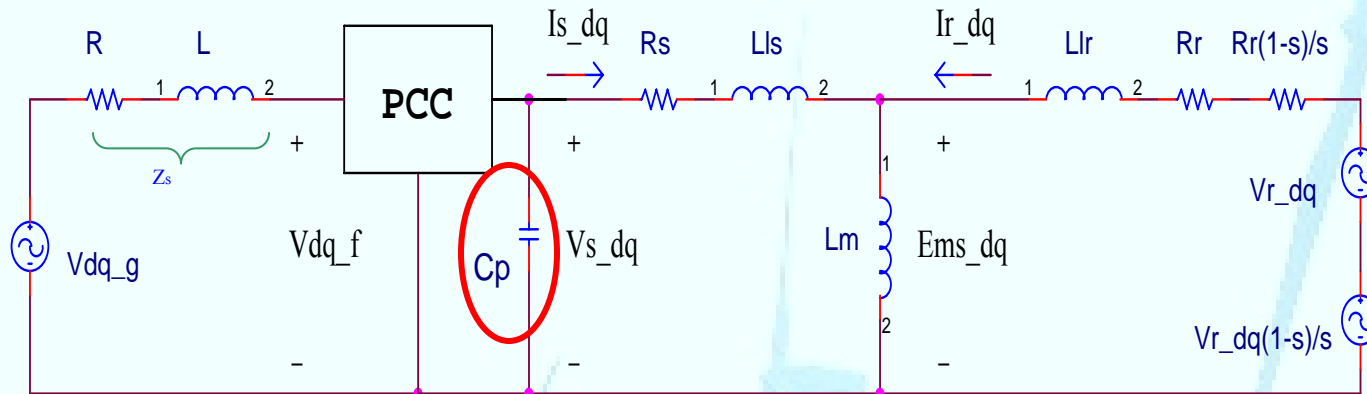 Is_dq
Ir_dq
R
L
Rs
Lls
Llr
Rr
Rr(1-s)/s
1
2
1
2
1
2
PCC
+
+
+
Zs
1
Vr_dq
Vdq_g
Vdq_f
Cp
Vs_dq
Lm
Ems_dq
2
Vr_dq(1-s)/s
−
−
−